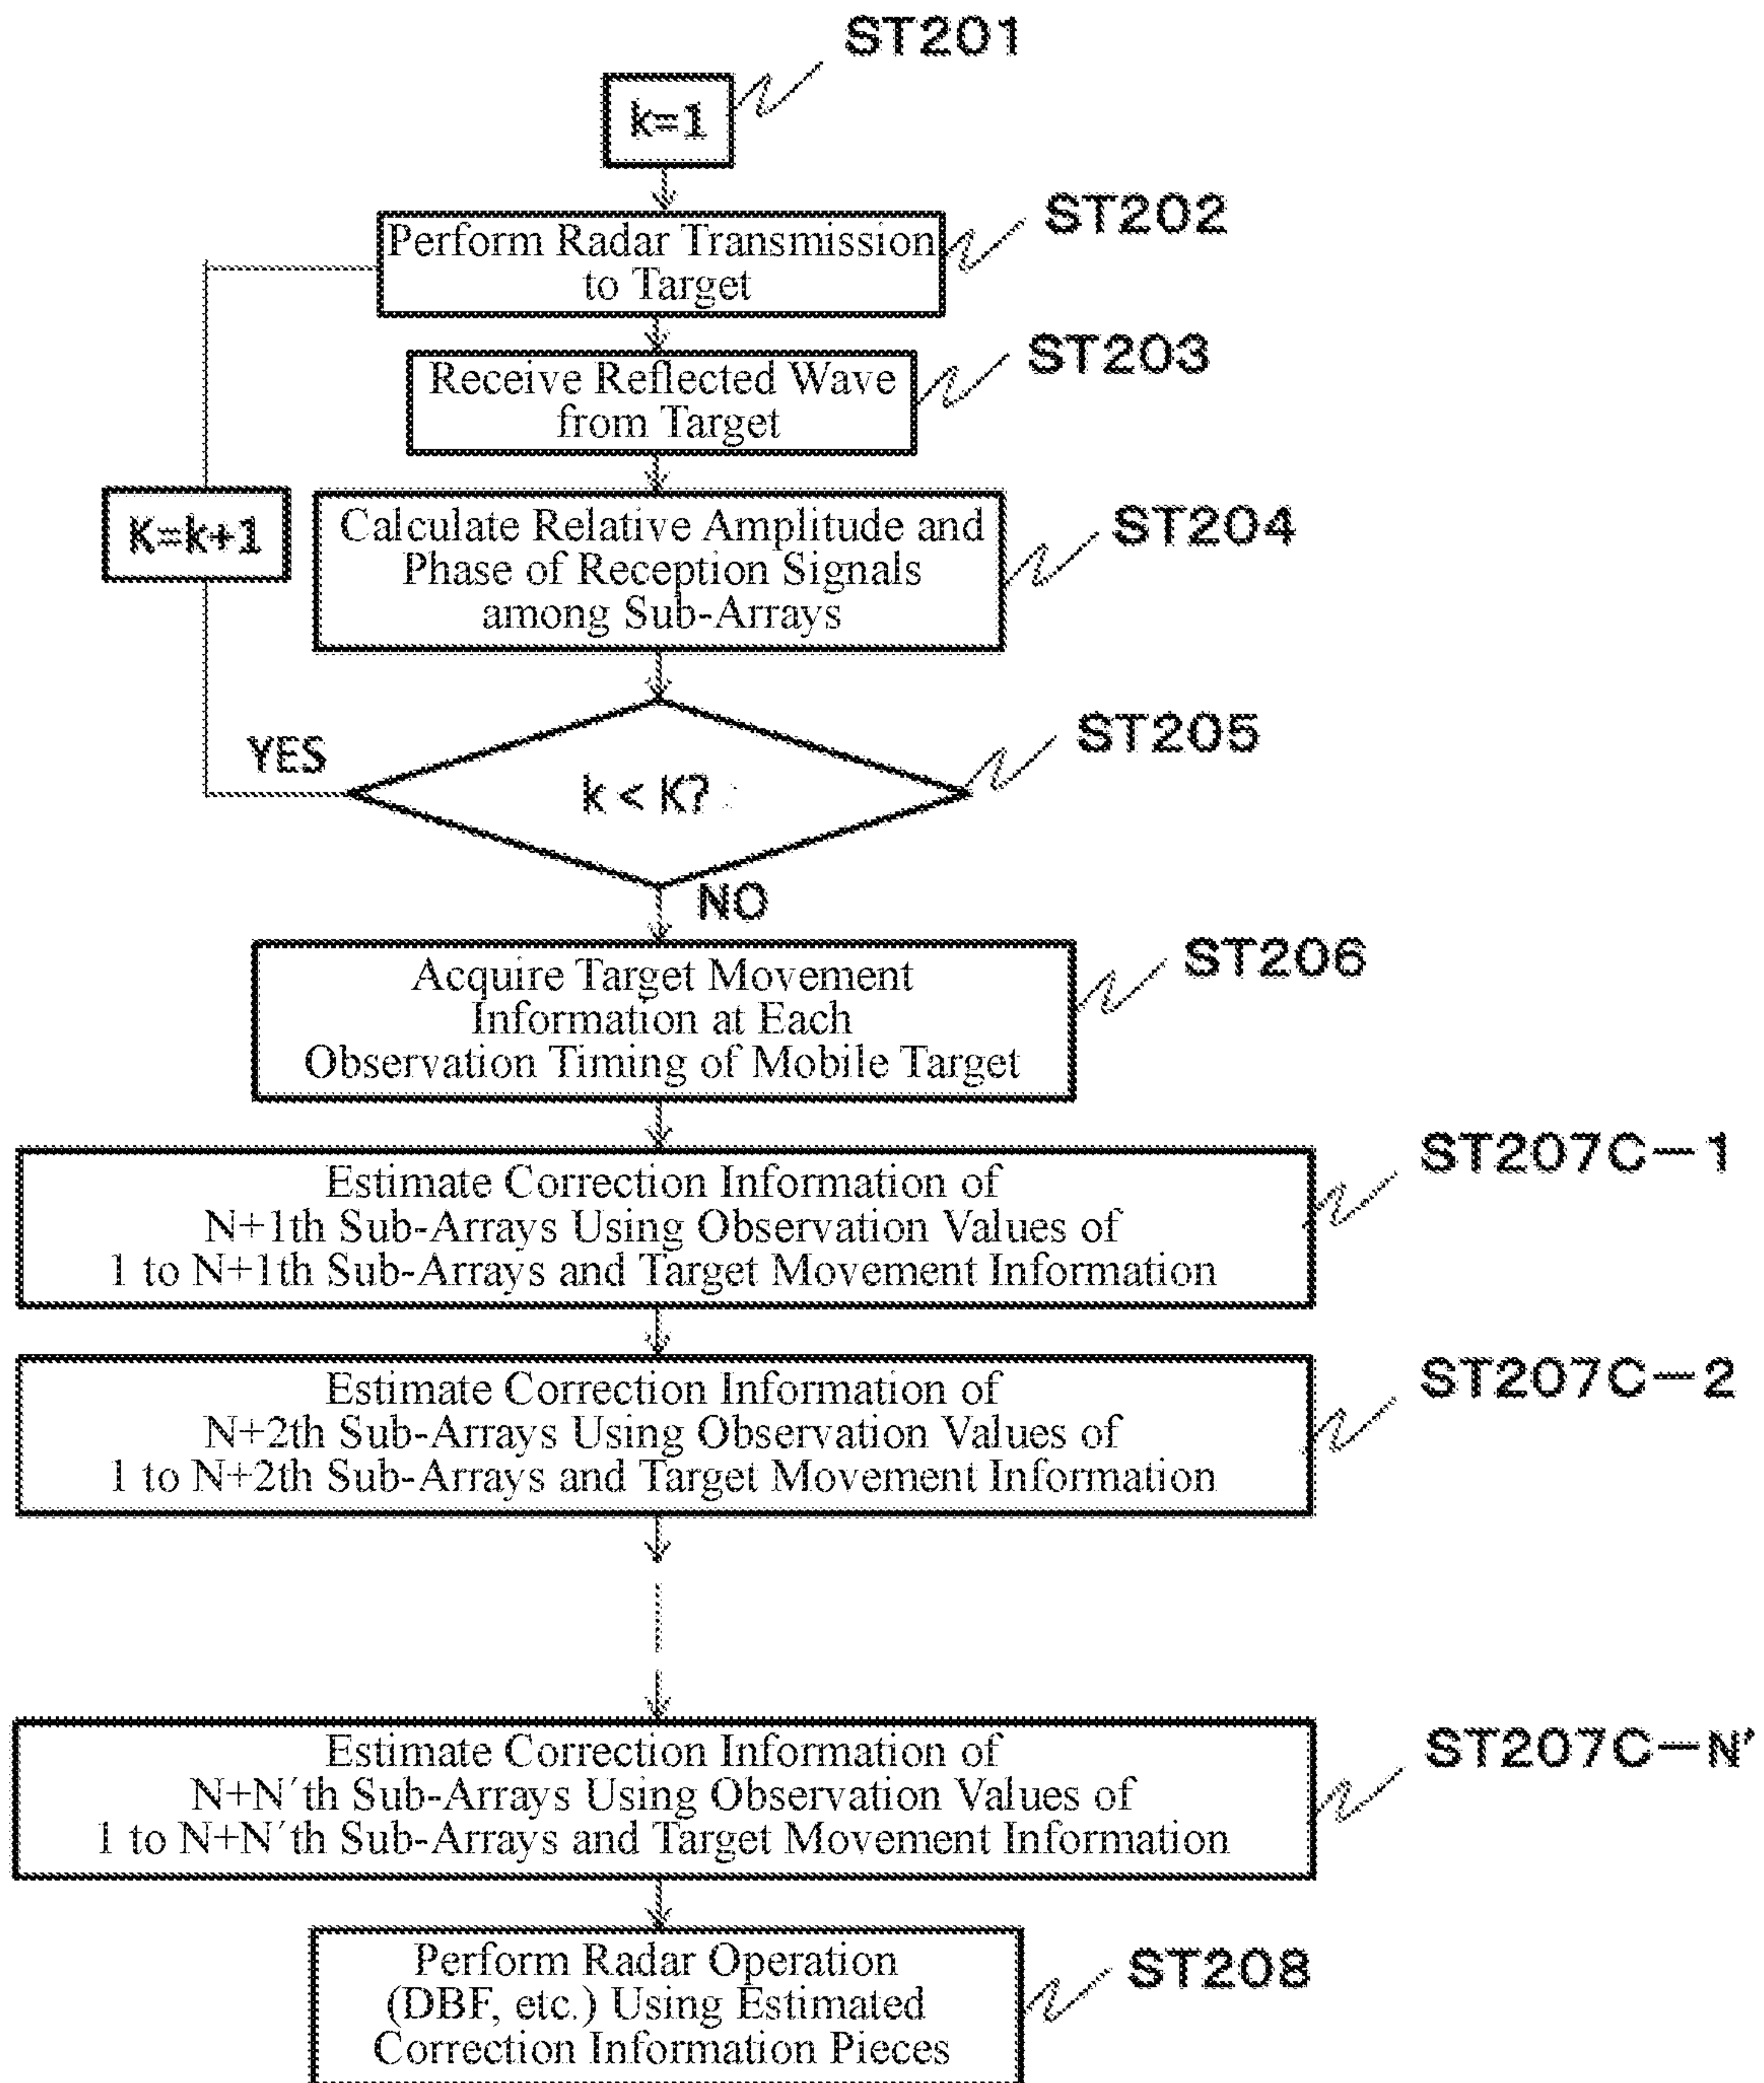 ST201
k=1
ST202
Perform Radar Transmission
to Target
ST203
Receive Reflected Wave
from Target
K=k+1
ST204
Calculate Relative Amplitude and
Phase of Reception Signals
among Sub-Arrays
ST205
YES
k < K?
NO
ST206
Acquire Target Movement
Information at Each
Observation Timing of Mobile Target
ST207C-1
Estimate Correction Information of
N+1th Sub-Arrays Using Observation Values of
1 to N+1th Sub-Arrays and Target Movement Information
ST207C-2
Estimate Correction Information of
N+2th Sub-Arrays Using Observation Values of
1 to N+2th Sub-Arrays and Target Movement Information
ST207C-N'
Estimate Correction Information of
N+N'th Sub-Arrays Using Observation Values of
1 to N+N'th Sub-Arrays and Target Movement Information
ST208
Perform Radar Operation
(DBF, etc.) Using Estimated
Correction Information Pieces